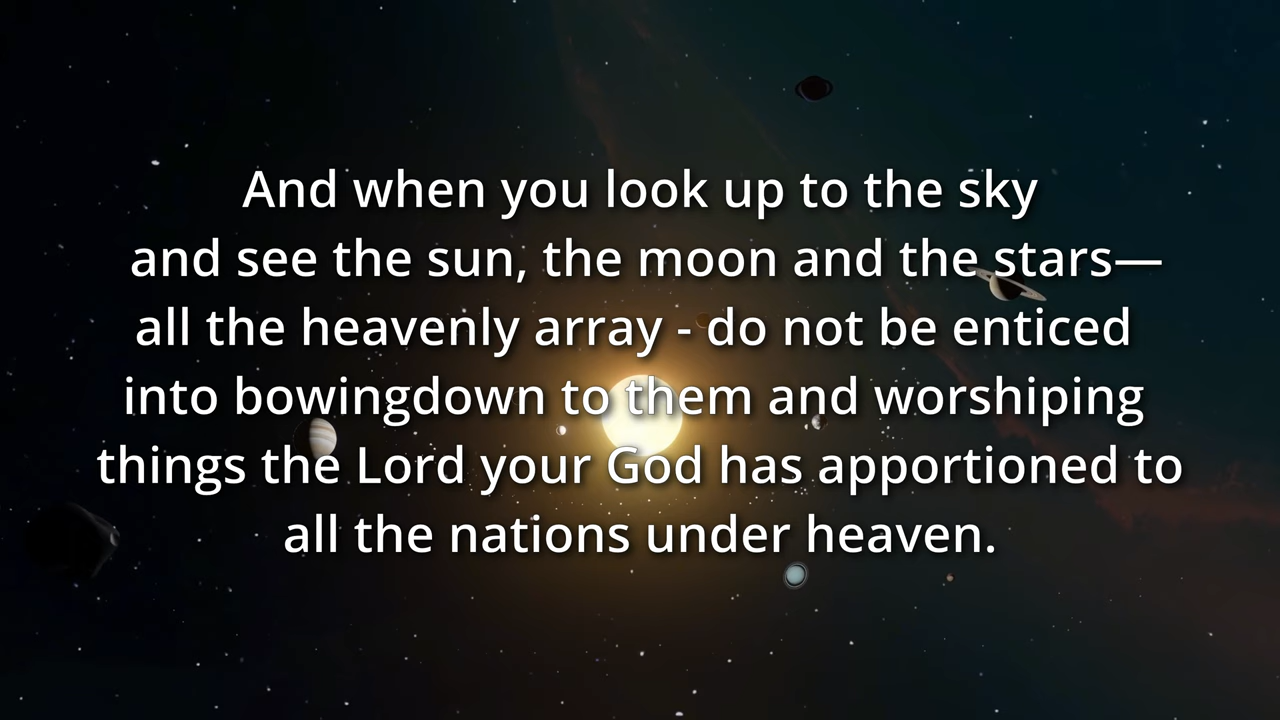 And when you look up to the sky
and see the sun, the moon and the stars—
all the heavenly array - do not be enticed
into bowingdown to them and worshiping
things the Lord your God has apportioned to
all the nations under heaven.